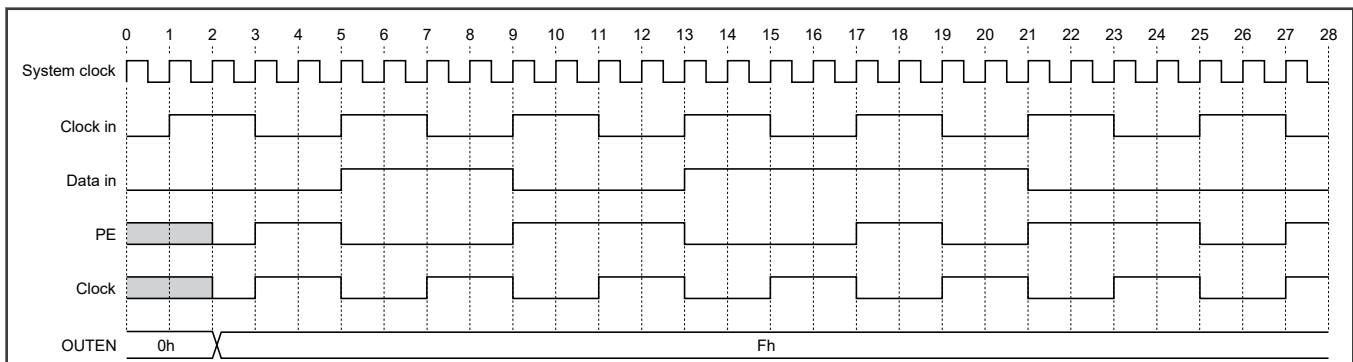 0 1 2 3 4 5 6 7 8 9 10 11 12 13 14 15 16 17 18 19 20 21 22 23 24 25 26 27 28
System clock
Clock in
Data in
PE
Clock
OUTEN 0h Fh